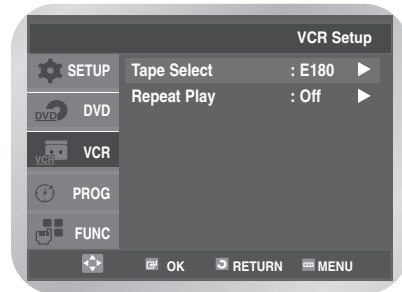 VCR Setup
SETUP
Tape Select : E180
DVD
Repeat Play : Off
DVD
VCR
VCR
PROG
FUNC
OK RETURN MENU